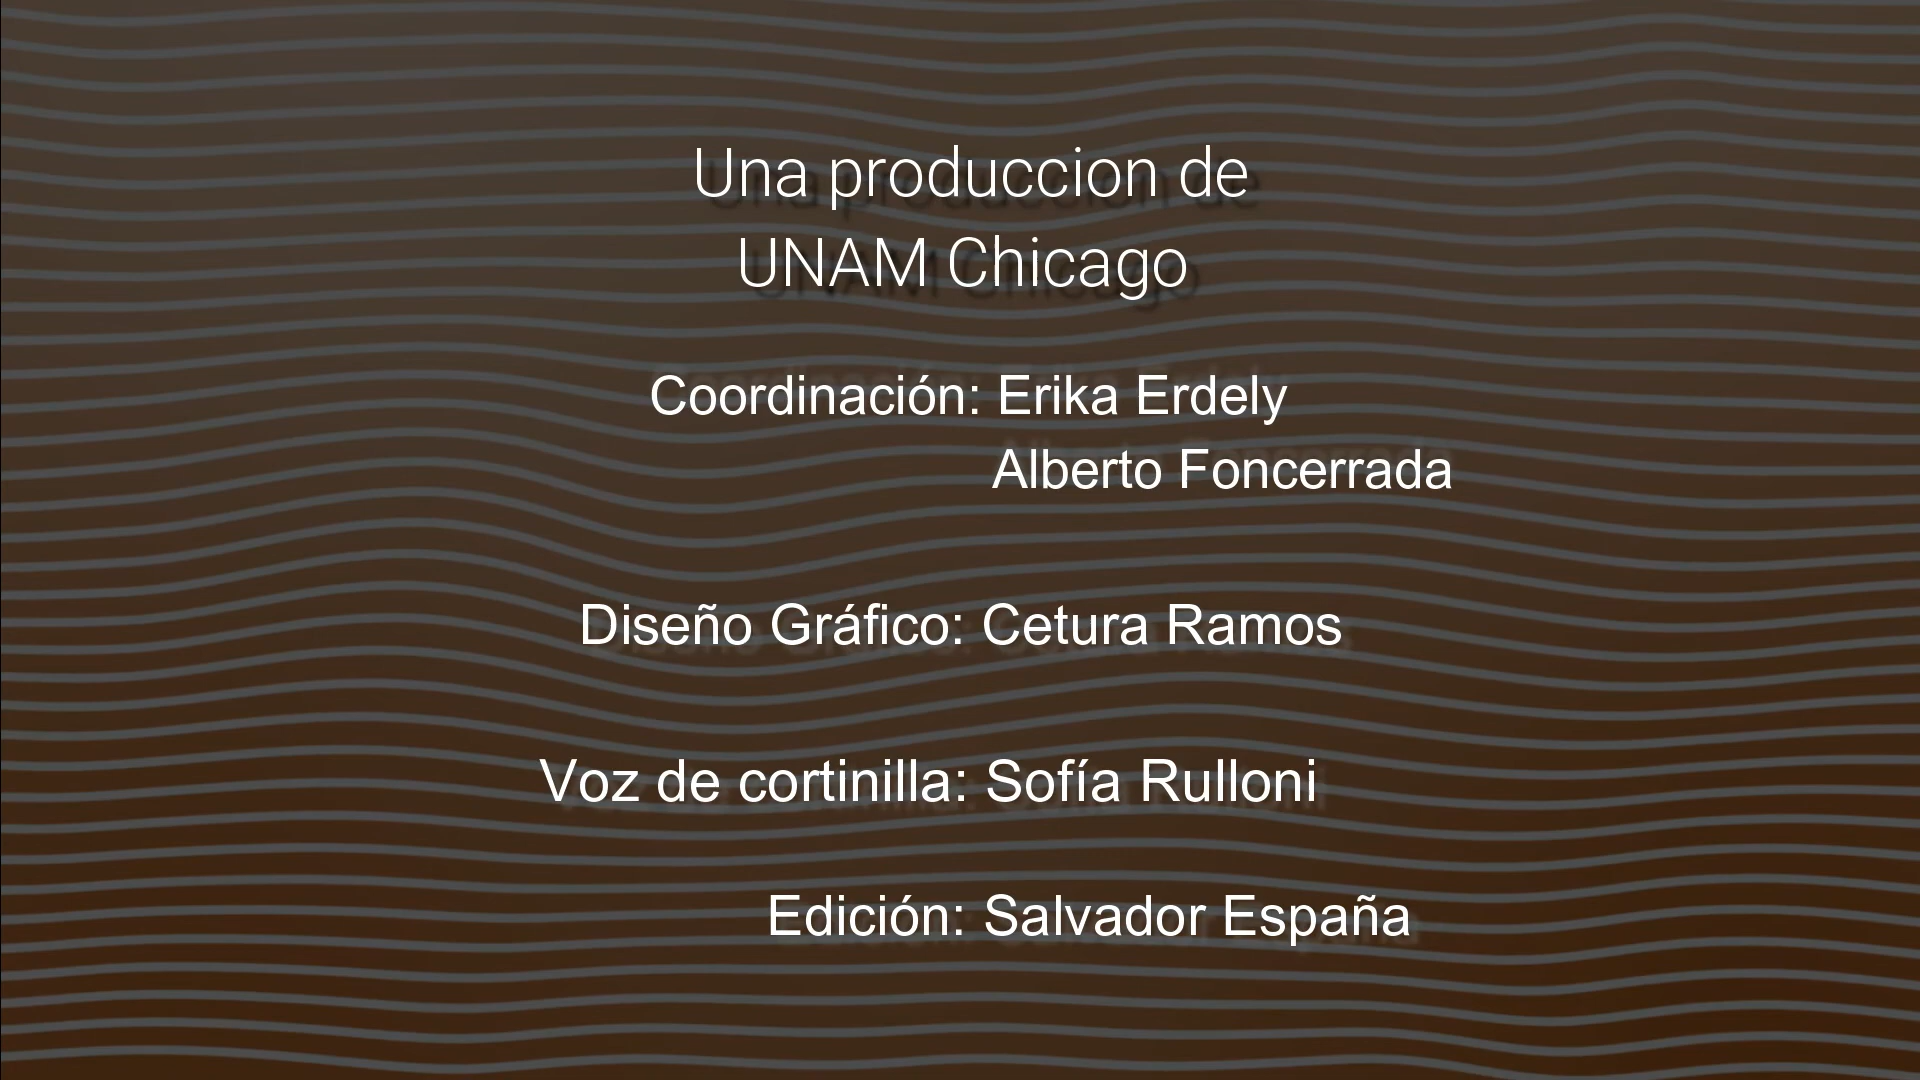 Una produccion de
UNAM Chicago
Coordinación: Erika Erdely
Alberto Foncerrada
Diseño Gráfico: Cetura Ramos
Voz de cortinilla: Sofía Rulloni
Edición: Salvador España